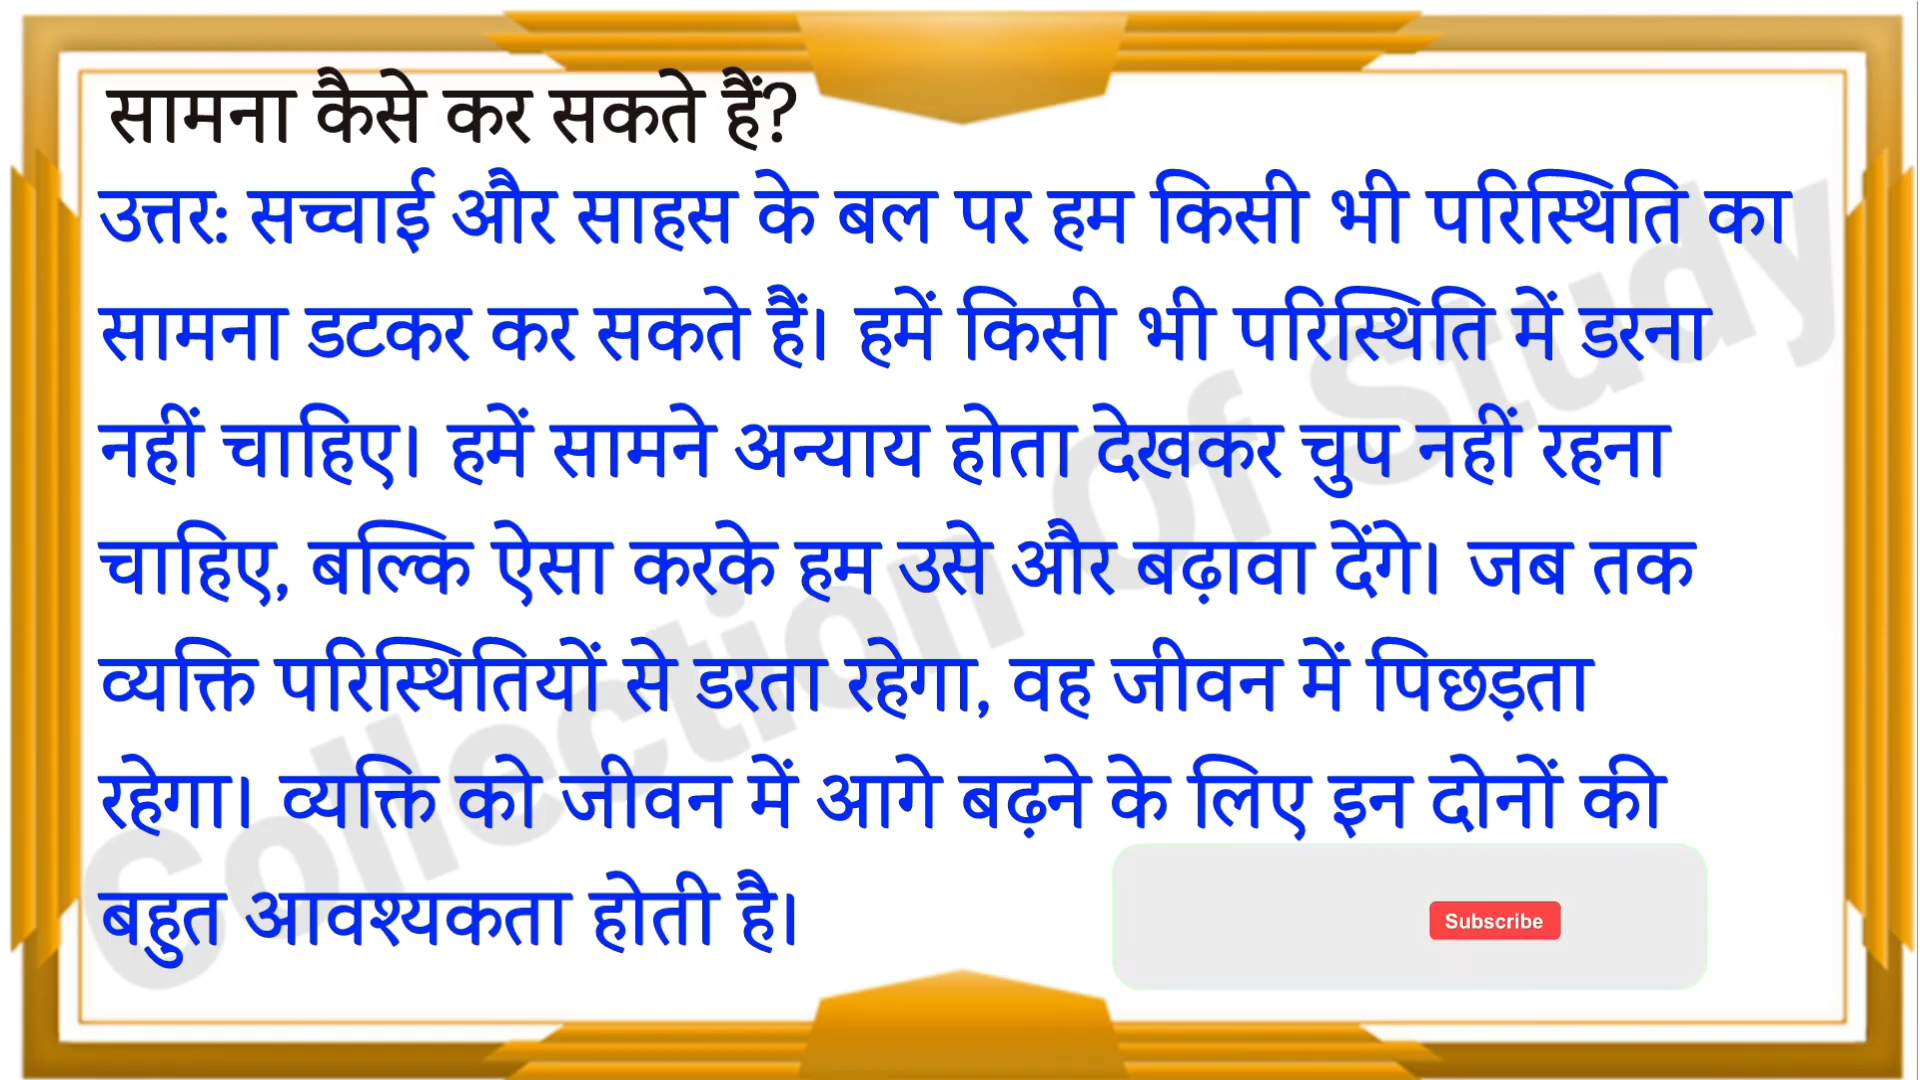 सामना कैसे कर सकते हैं?
उत्तर: सच्चाई और साहस के बल पर हम किसी भी परिस्थिति का
सामना डटकर कर सकते हैं। हमें किसी भी परिस्थिति में डरना
नहीं चाहिए। हमें सामने अन्याय होता देखकर चुप नहीं रहना
चाहिए, बल्कि ऐसा करके हम उसे और बढ़ावा देंगे। जब तक
व्यक्ति परिस्थितियों से डरता रहेगा, वह जीवन में पिछड़ता
रहेगा। व्यक्ति को जीवन में आगे बढ़ने के लिए इन दोनों की
बहुत आवश्यकता होती है।
Subscribe
Collection Of Study